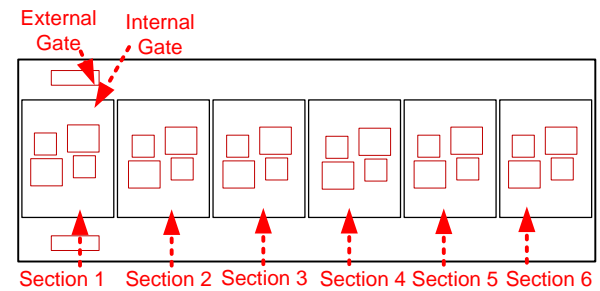 External
Gate
Internal
Gate
Section 1
Section 2
Section 3
Section 4
Section 5
Section 6